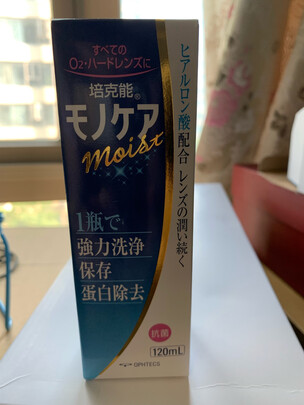 すべての
O₂・ハードレンズに
培克能®
モノケア
moist
ヒアルロン酸配合 レンズの潤い続く
1瓶で
強力洗浄
保存
蛋白除去
抗菌
120mL
OPHTECS